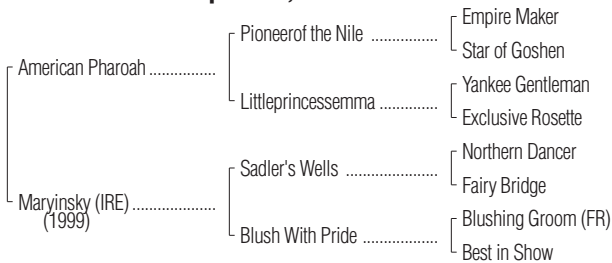 Empire Maker
Pioneerof the Nile ................
Star of Goshen
American Pharoah ...............
Yankee Gentleman
Littleprincessemma ..............
Exclusive Rosette
Northern Dancer
Sadler's Wells ......................
Fairy Bridge
Maryinsky (IRE) ....................
(1999)
Blushing Groom (FR)
Blush With Pride ..................
Best in Show